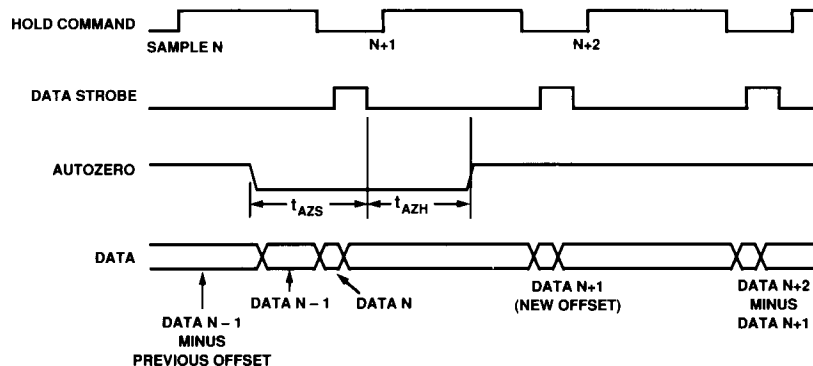 HOLD COMMAND
SAMPLE N
N+1
N+2
DATA STROBE
AUTOZERO
tAZS
tAZH
DATA
DATA N – 1
MINUS
PREVIOUS OFFSET
DATA N – 1
DATA N
DATA N+1
(NEW OFFSET)
DATA N+2
MINUS
DATA N+1